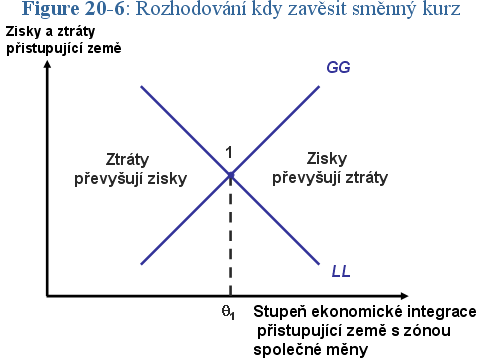 Figure 20-6: Rozhodování kdy zavěsit směnný kurz
Zisky a ztráty
přistupující země
GG
1
Ztráty
převyšují zisky
Zisky
převyšují ztráty
LL
θ1
Stupeň ekonomické integrace
přistupující země s zónou
společné měny